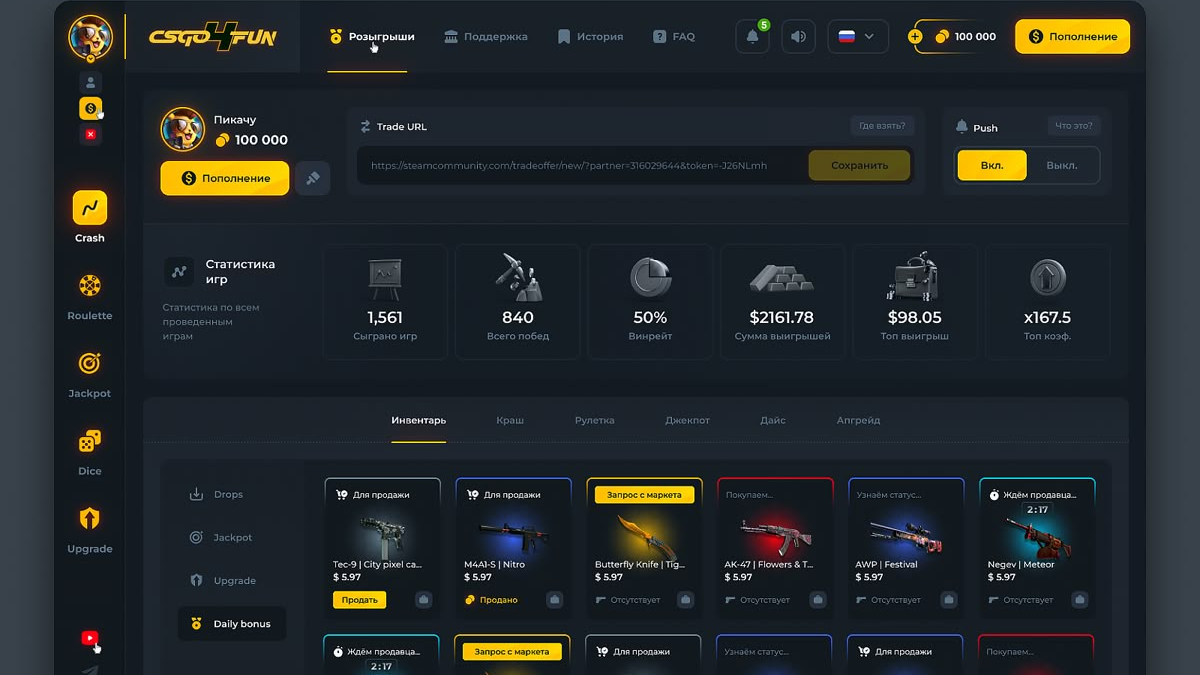 CSGO4FUN
Розыгрыши
Поддержка
История
? FAQ
5
+ 100 000
$ Пополнение
Пикачу
100 000
$ Пополнение
Trade URL
Где взять?
https://steamcommunity.com/tradeoffer/new/?partner=316029644&token=-J26NLmh
Сохранить
Push
Что это?
Вкл.
Выкл.
Crash
Roulette
Jackpot
Dice
Upgrade
Статистика
игр
Статистика по всем
проведенным
играм
1,561
Сыграно игр
840
Всего побед
50%
Винрейт
$2161.78
Сумма выигрышей
$98.05
Топ выигрыш
x167.5
Топ коэф.
Инвентарь
Краш
Рулетка
Джекпот
Дайс
Апгрейд
Drops
Jackpot
Upgrade
Daily bonus
Для продажи
Tec-9 | City pixel ca...
$ 5.97
Продать
Для продажи
M4A1-S | Nitro
$ 5.97
Продано
Запрос с маркета
Butterfly Knife | Tig...
$ 5.97
Отсутствует
Покупаем...
AK-47 | Flowers & T...
$ 5.97
Отсутствует
Узнаём статус...
AWP | Festival
$ 5.97
Отсутствует
Ждём продавца...
2:17
Negev | Meteor
$ 5.97
Отсутствует
Ждём продавца...
2:17
Запрос с маркета
Для продажи
Узнаём статус...
Для продажи
Покупаем...